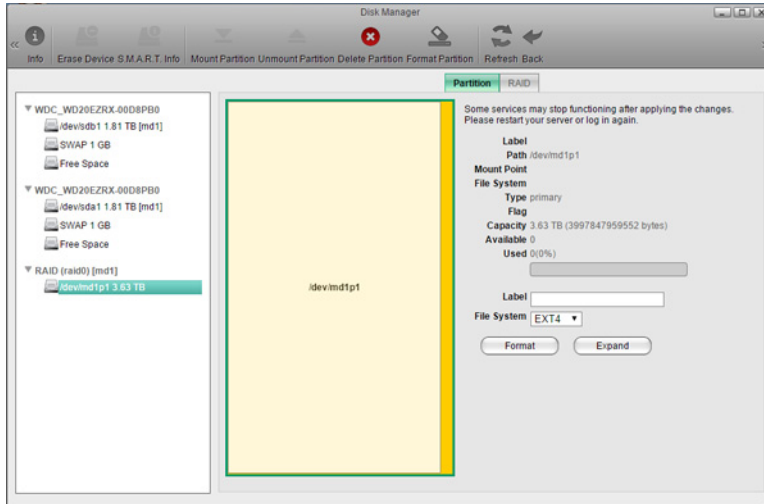 Disk Manager
«
Info
Erase Device
S.M.A.R.T. Info
Mount Partition
Unmount Partition
Delete Partition
Format Partition
Refresh
Back
Partition
RAID
WDC_WD20EZRX-00D8PB0
/dev/sdb1 1.81 TB [md1]
SWAP 1 GB
Free Space
WDC_WD20EZRX-00D8PB0
/dev/sda1 1.81 TB [md1]
SWAP 1 GB
Free Space
RAID (raid0) [md1]
/dev/md1p1 3.63 TB
/dev/md1p1
Some services may stop functioning after applying the changes.
Please restart your server or log in again.
Label
Path /dev/md1p1
Mount Point
File System
Type primary
Flag
Capacity 3.63 TB (3997847959552 bytes)
Available 0
Used 0(0%)
Label
File System EXT4
Format
Expand